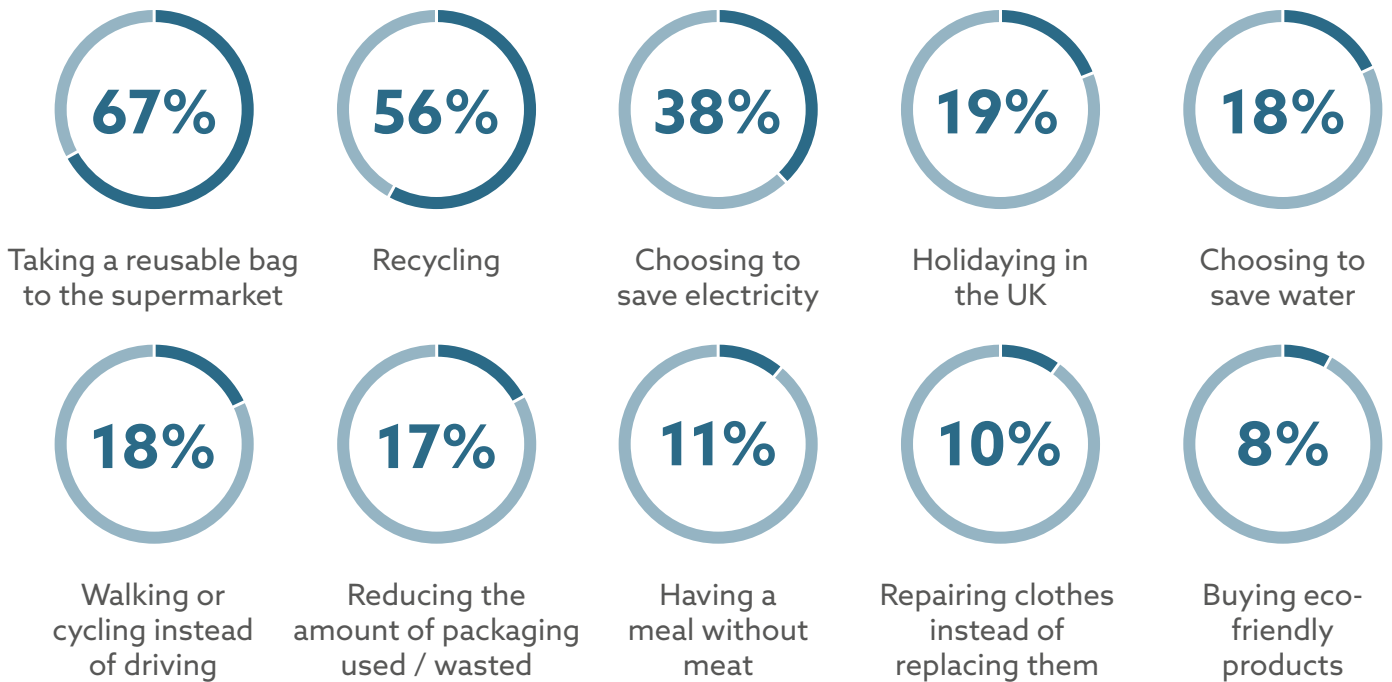 67%
56%
38%
19%
18%
Taking a reusable bag
to the supermarket
Recycling
Choosing to
save electricity
Holidaying in
the UK
Choosing to
save water
18%
17%
11%
10%
8%
Walking or
cycling instead
of driving
Reducing the
amount of packaging
used / wasted
Having a
meal without
meat
Repairing clothes
instead of
replacing them
Buying eco-
friendly
products